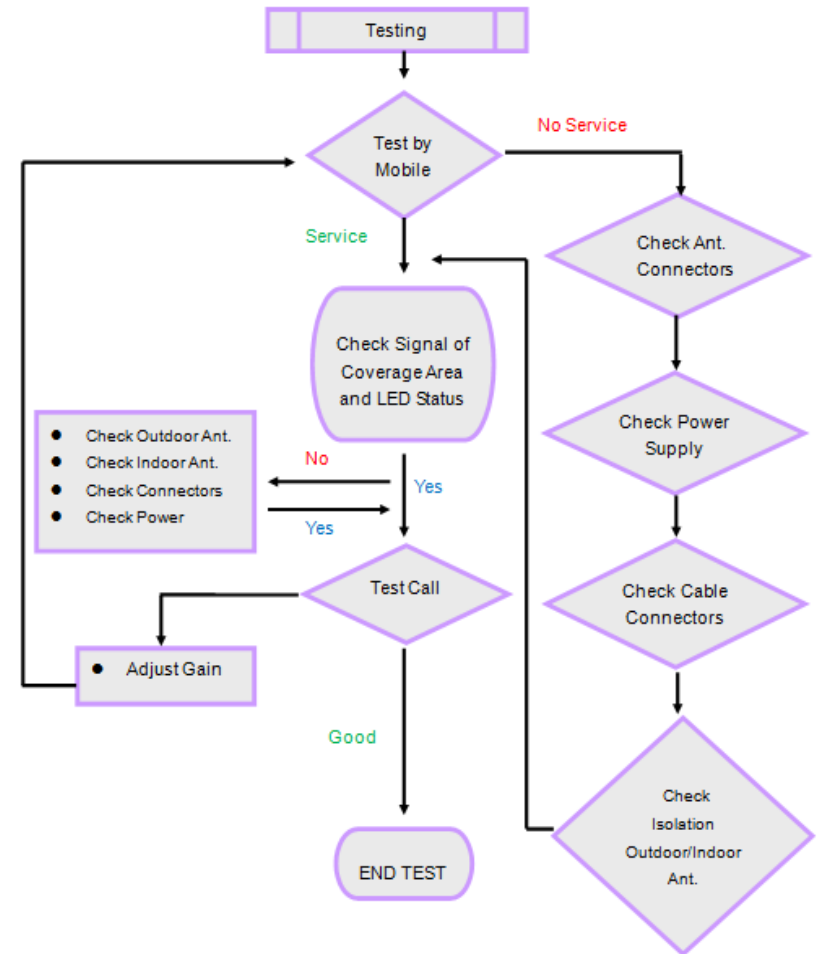 Testing
Test by
Mobile
No Service
Service
Check Ant.
Connectors
Check Signal of
Coverage Area
and LED Status
Check Power
Supply
● Check Outdoor Ant.
● Check Indoor Ant.
● Check Connectors
● Check Power
No
Yes
Yes
Test Call
Check Cable
Connectors
● Adjust Gain
Good
Check
Isolation
Outdoor/Indoor
Ant.
END TEST